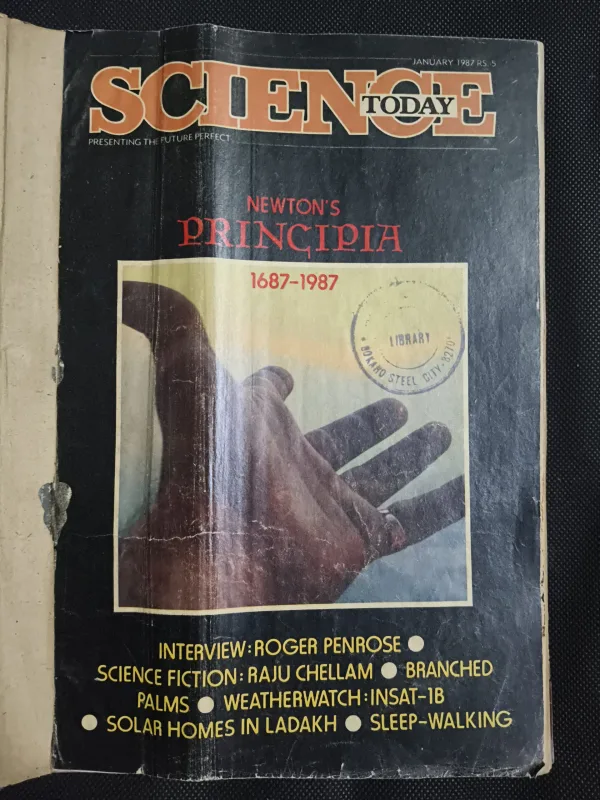 JANUARY 1987 RS. 5
SCIENCE
TODAY
PRESENTING THE FUTURE PERFECT
NEWTON'S
PRINCIPIA
1687-1987
LIBRARY
BOKARO STEEL CITY
INTERVIEW: ROGER PENROSE ●
SCIENCE FICTION: RAJU CHELLAM ● BRANCHED
PALMS ● WEATHERWATCH: INSAT-1B
● SOLAR HOMES IN LADAKH ● SLEEP-WALKING